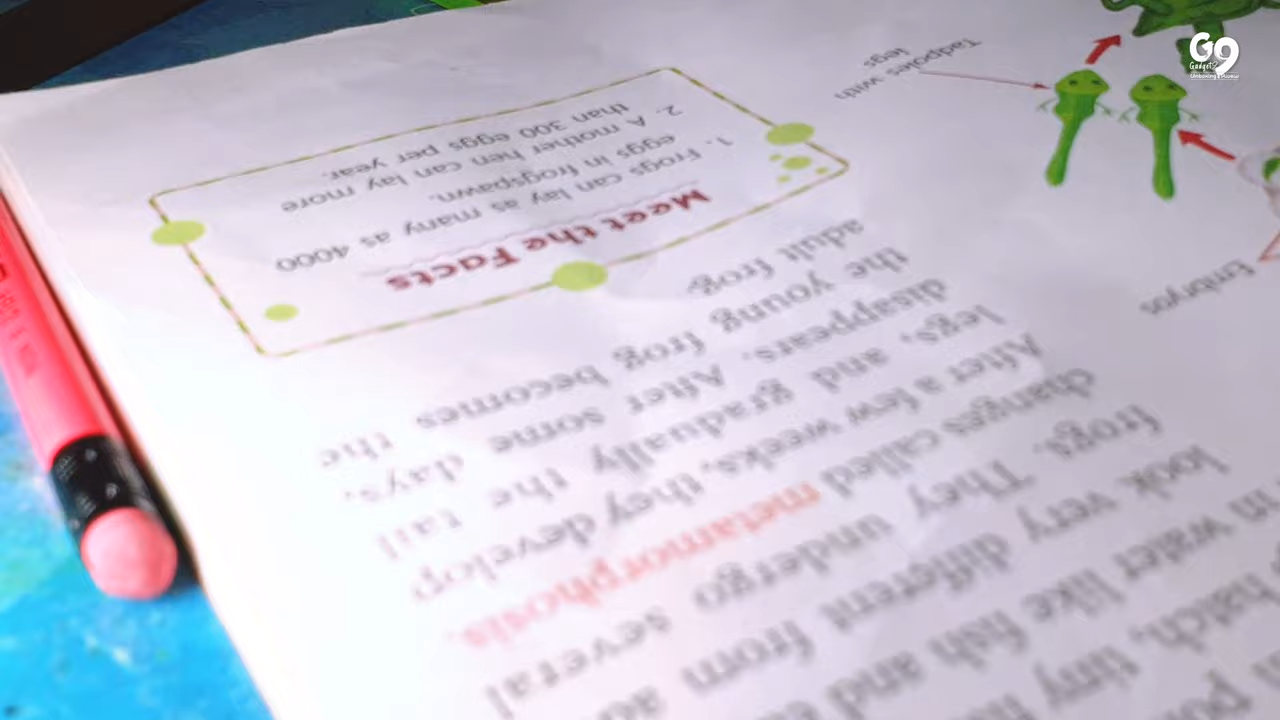 hatch, tiny
in water like fish and
look very different from
frogs. They undergo several
changes called metamorphosis.
After a few weeks, they develop
legs, and gradually the tail
disappears. After some days,
the young frog becomes the
adult frog.
Meet the Facts
1. Frogs can lay as many as 4000
eggs in frogspawn.
2. A mother hen can lay more
than 300 eggs per year.
Embryos
Tadpoles with
legs
G9